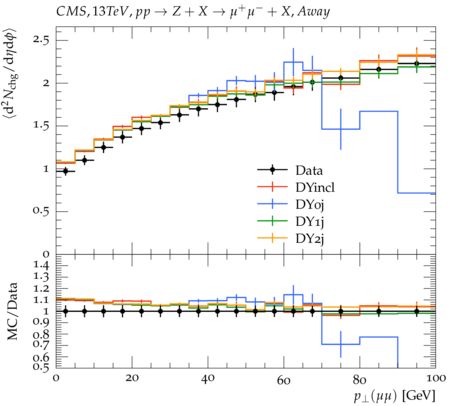 CMS, 13TeV, pp → Z + X → μ⁺μ⁻ + X, Away
⟨d²N_chg/dηdϕ⟩
2.5
2
1.5
1
0.5
0
Data
DYincl
DY0j
DY1j
DY2j
MC/Data
1.4
1.3
1.2
1.1
1
0.9
0.8
0.7
0.6
0.5
0 20 40 60 80 100
p⊥(μμ) [GeV]